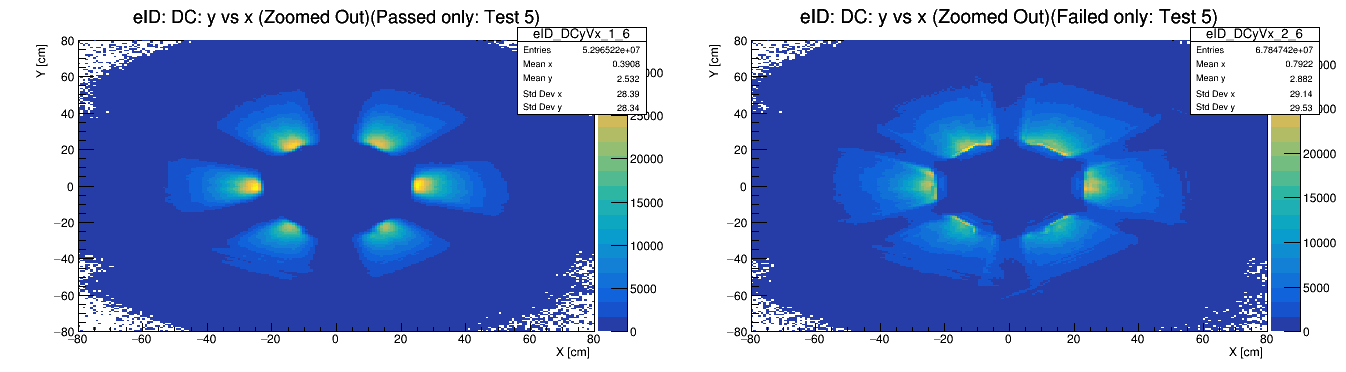 eID: DC: y vs x (Zoomed Out)(Passed only: Test 5)
eID_DCyVx_1_6
Entries 5.296522e+07
Mean x 0.3908
Mean y 2.532
Std Dev x 28.39
Std Dev y 28.34
Y [cm]
80
60
40
20
0
−20
−40
−60
−80
−80 −60 −40 −20 0 20 40 60 80
X [cm]
000
25000
20000
15000
10000
5000
0
eID: DC: y vs x (Zoomed Out)(Failed only: Test 5)
eID_DCyVx_2_6
Entries 6.784742e+07
Mean x 0.7922
Mean y 2.882
Std Dev x 29.14
Std Dev y 29.53
Y [cm]
80
60
40
20
0
−20
−40
−60
−80
−80 −60 −40 −20 0 20 40 60 80
X [cm]
000
000
20000
15000
10000
5000
0